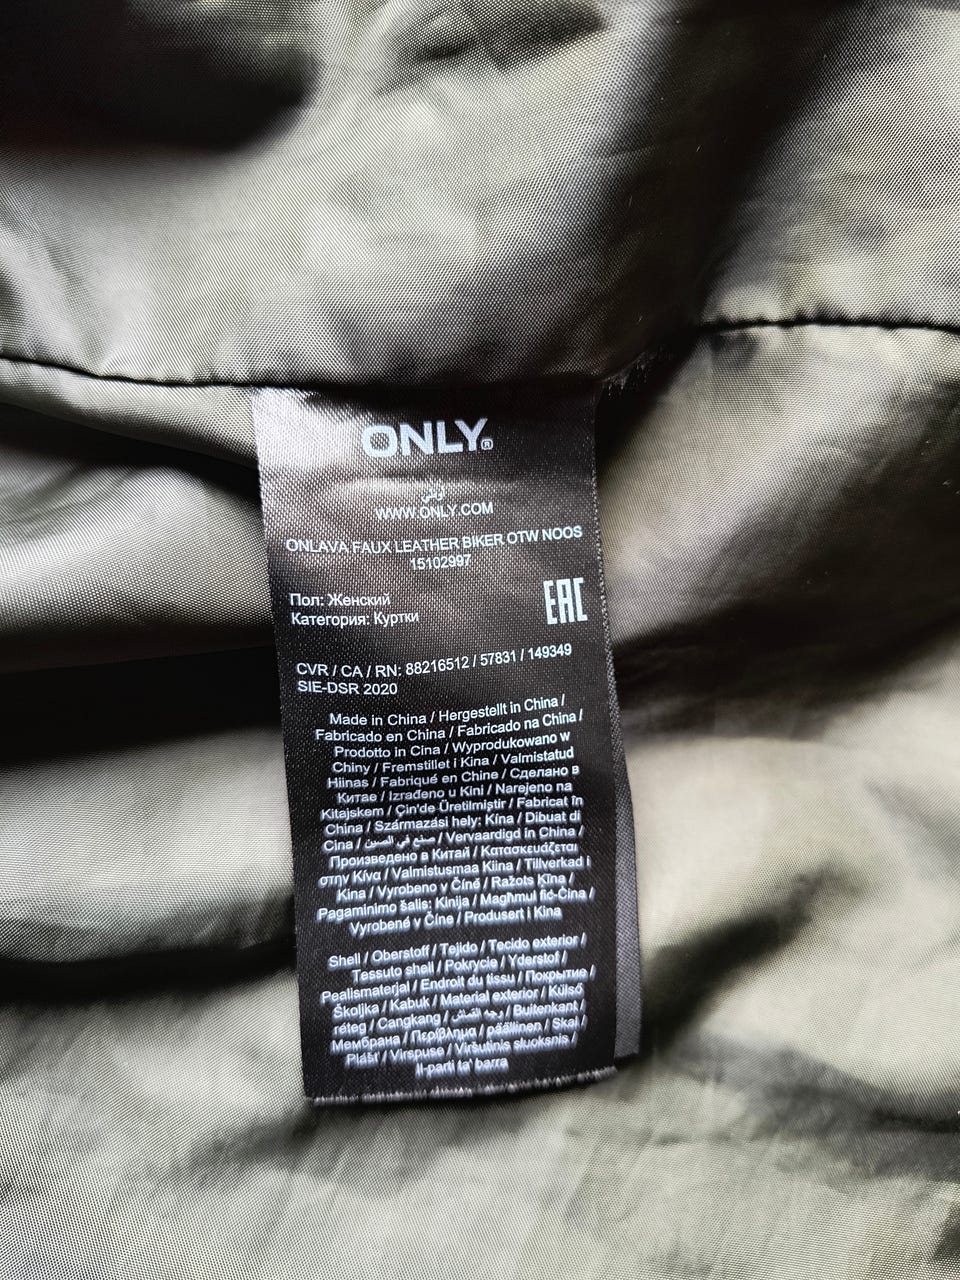 ONLY®
اونلي
WWW.ONLY.COM
ONLAVA FAUX LEATHER BIKER OTW NOOS
15102997
Пол: Женский
Категория: Куртки
EAC
CVR / CA / RN: 88216512 / 57831 / 149349
SIE-DSR 2020
Made in China / Hergestellt in China /
Fabricado en China / Fabricado na China /
Prodotto in Cina / Wyprodukowano w
Chiny / Fremstillet i Kina / Valmistatud
Hiinas / Fabriqué en Chine / Сделано в
Китае / Izrađeno u Kini / Narejeno na
Kitajskem / Çin'de Üretilmiştir / Fabricat în
China / Származási hely: Kína / Dibuat di
Cina / صنع في الصين / Vervaardigd in China /
Произведено в Китай / Κατασκευάζεται
στην Κίνα / Valmistusmaa Kiina / Tillverkad i
Kina / Vyrobeno v Číně / Ražots Ķīna /
Pagaminimo šalis: Kinija / Magħmul fiċ-Ċina /
Vyrobené v Číne / Produsert i Kina
Shell / Oberstoff / Tejido / Tecido exterior /
Tessuto shell / Pokrycie / Yderstof /
Pealismaterjal / Endroit du tissu / Покрытие /
Školjka / Kabuk / Material exterior / Külső
réteg / Cangkang / وجه القماش / Buitenkant /
Мембрана / Περίβλημα / päällinen / Skal /
Plášť / Virspuse / Viršutinis sluoksnis /
Il-parti ta' barra